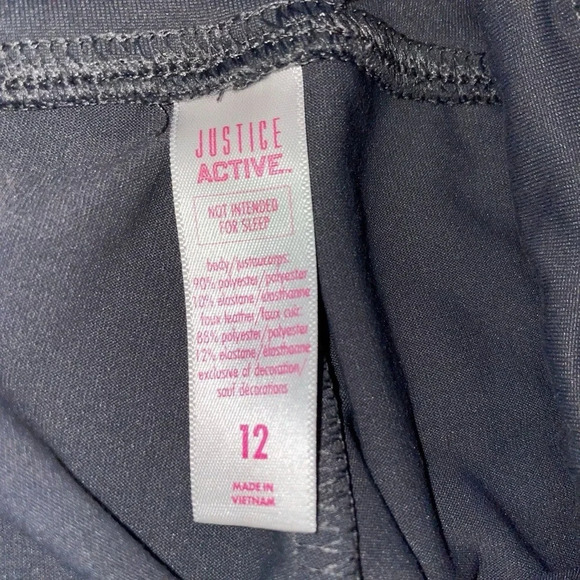 JUSTICE
ACTIVE™
NOT INTENDED
FOR SLEEP
body/justaucorps:
90% polyester/polyester
10% elastane/élasthanne
faux leather/faux cuir:
88% polyester/polyester
12% elastane/élasthanne
exclusive of decoration/
sauf décorations
12
MADE IN
VIETNAM